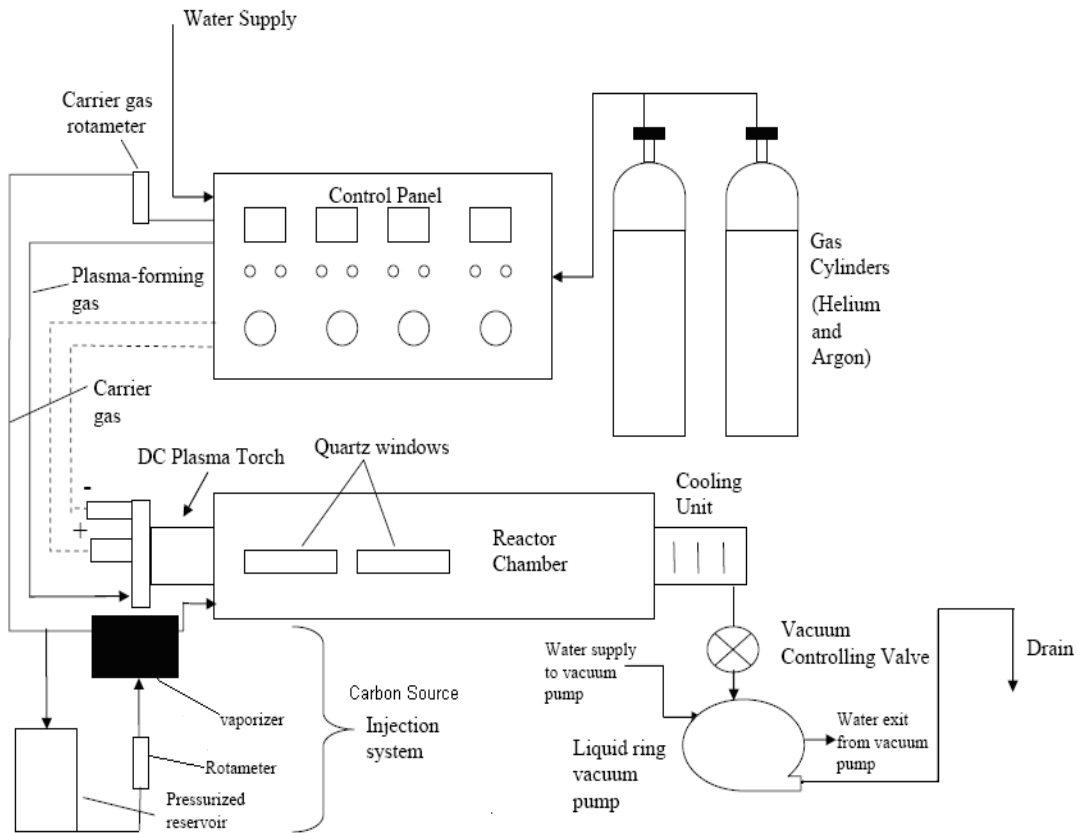 Water Supply
Carrier gas
rotameter
Control Panel
Gas
Cylinders
(Helium
and
Argon)
Plasma-forming
gas
Carrier
gas
DC Plasma Torch
Quartz windows
Cooling
Unit
-
+
Reactor
Chamber
Vacuum
Controlling Valve
Drain
Water supply
to vacuum
pump
Carbon Source
Injection
system
vaporizer
Water exit
from vacuum
pump
Liquid ring
vacuum
pump
Rotameter
Pressurized
reservoir